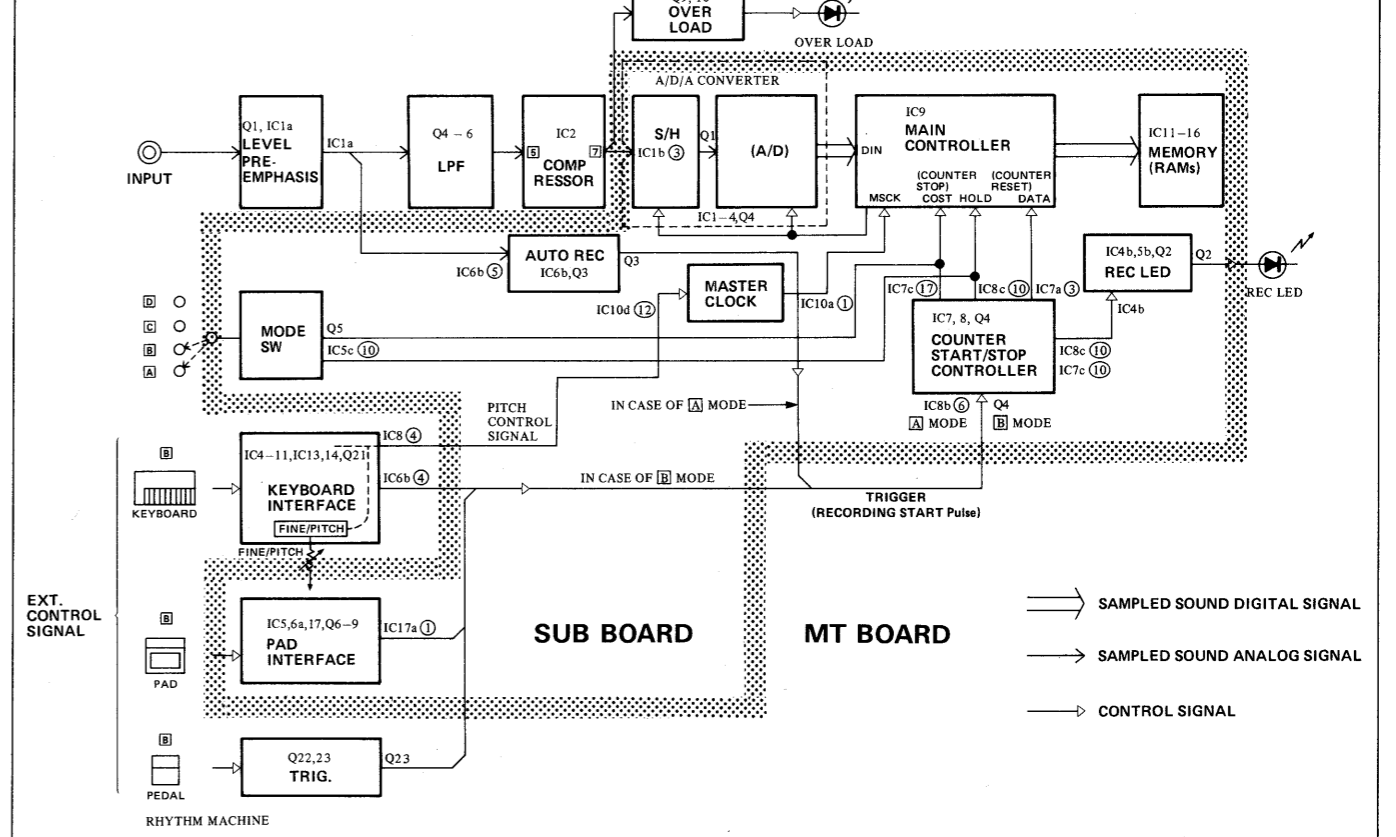 OVER
LOAD
OVER LOAD
A/D/A CONVERTER
Q1, IC1a
LEVEL
PRE-
EMPHASIS
IC1a
Q4 – 6
LPF
IC2
5 7
COMP
RESSOR
S/H
IC1b ③
Q1
(A/D)
IC1–4,Q4
IC9
MAIN
CONTROLLER
DIN
(COUNTER
STOP)
(COUNTER
RESET)
MSCK COST HOLD DATA
IC11–16
MEMORY
(RAMs)
INPUT
AUTO REC
IC6b,Q3
IC6b ⑤
Q3
MASTER
CLOCK
IC10d ⑫
IC10a ①
IC4b,5b,Q2
REC LED
Q2
REC LED
IC7c ⑰
IC8c ⑩
IC7a ③
IC4b
D
C
B
A
MODE
SW
Q5
IC5c ⑩
IC7, 8, Q4
COUNTER
START/STOP
CONTROLLER
IC8c ⑩
IC7c ⑩
IC8b ⑥ Q4
A MODE B MODE
IN CASE OF A MODE
PITCH
CONTROL
SIGNAL
B
KEYBOARD
IC4–11,IC13,14,Q21
KEYBOARD
INTERFACE
FINE/PITCH
IC8 ④
IC6b ④
FINE/PITCH
IN CASE OF B MODE
TRIGGER
(RECORDING START Pulse)
EXT.
CONTROL
SIGNAL
B
PAD
IC5,6a,17,Q6–9
PAD
INTERFACE
IC17a ①
SUB BOARD
MT BOARD
SAMPLED SOUND DIGITAL SIGNAL
SAMPLED SOUND ANALOG SIGNAL
CONTROL SIGNAL
B
PEDAL
Q22,23
TRIG.
Q23
RHYTHM MACHINE